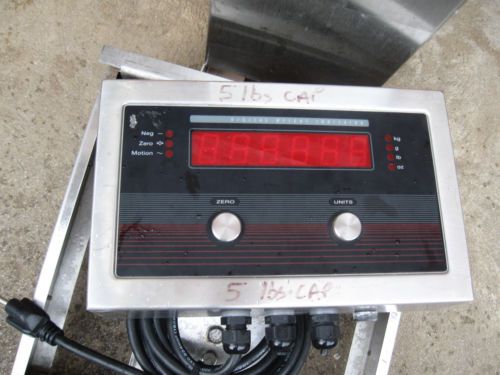 5 lbs CAP
DIGITAL WEIGHT INDICATOR
Neg
Zero
Motion
kg
g
lb
oz
ZERO
UNITS
5 lbs CAP